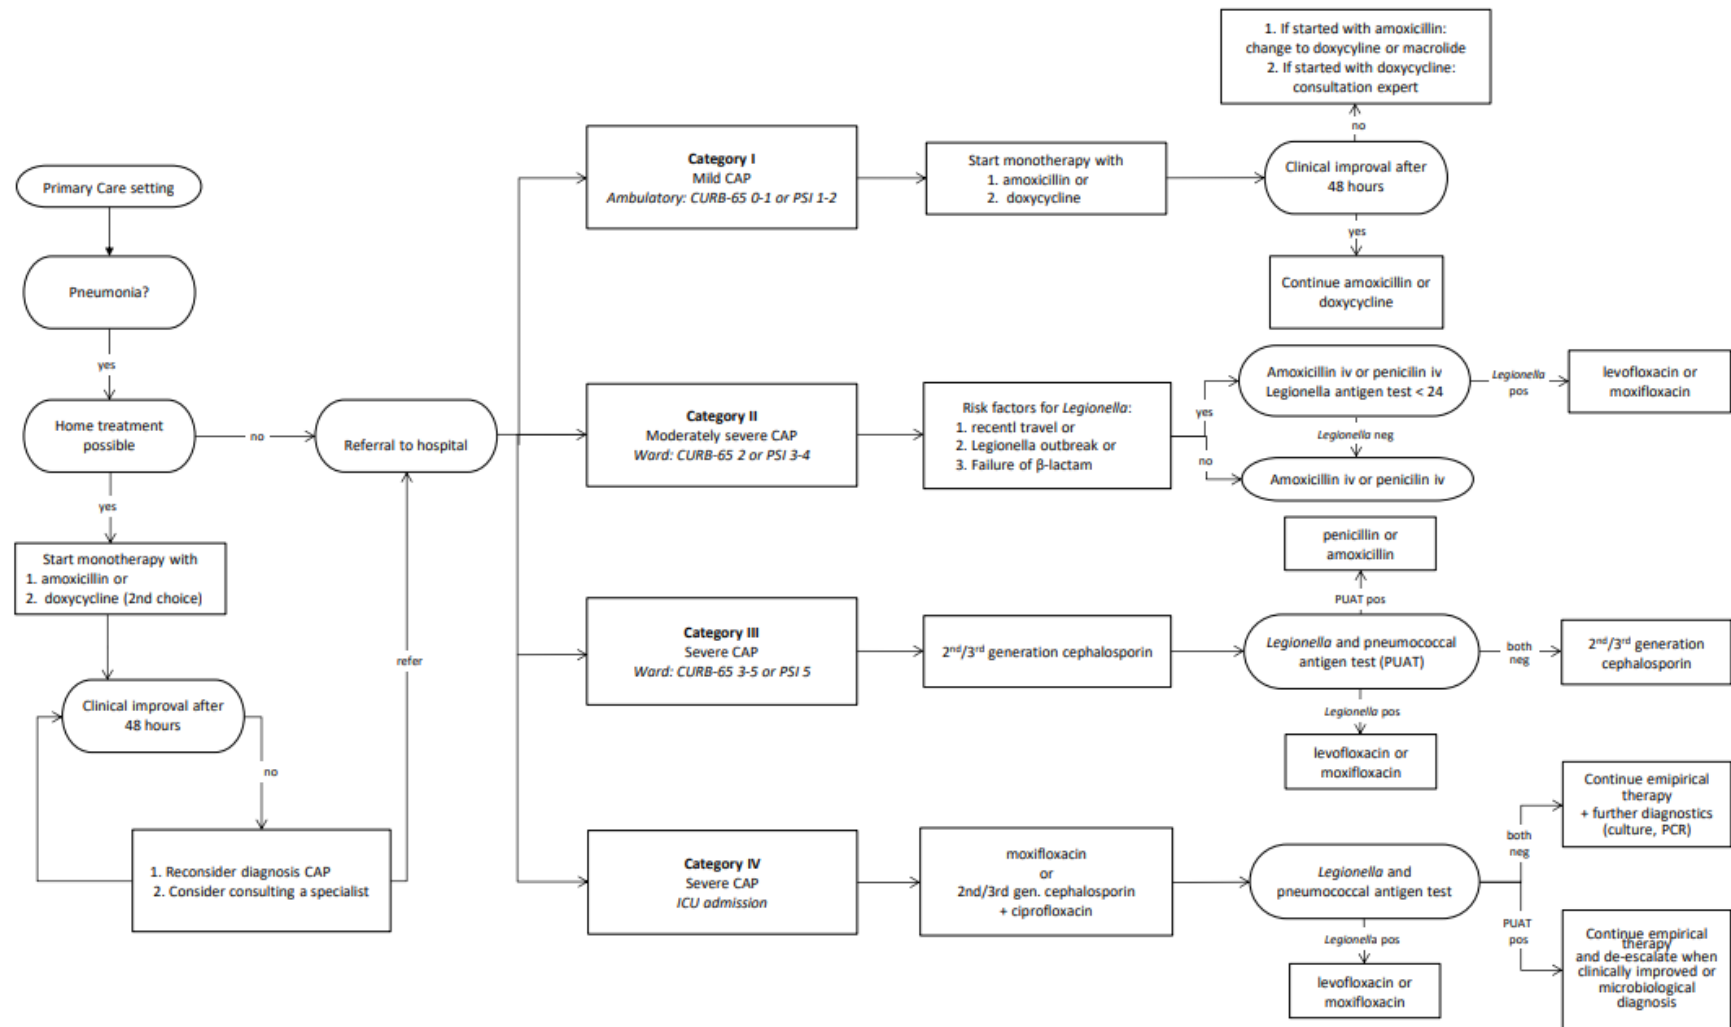 Primary Care setting
Pneumonia?
yes
Home treatment
possible
no
yes
Start monotherapy with
1. amoxicillin or
2. doxycycline (2nd choice)
Clinical improval after
48 hours
no
1. Reconsider diagnosis CAP
2. Consider consulting a specialist
refer
Referral to hospital
Category I
Mild CAP
Ambulatory: CURB-65 0-1 or PSI 1-2
Start monotherapy with
1. amoxicillin or
2. doxycycline
Clinical improval after
48 hours
no
1. If started with amoxicillin:
change to doxycyline or macrolide
2. If started with doxycycline:
consultation expert
yes
Continue amoxicillin or
doxycycline
Category II
Moderately severe CAP
Ward: CURB-65 2 or PSI 3-4
Risk factors for Legionella:
1. recentl travel or
2. Legionella outbreak or
3. Failure of β-lactam
yes
no
Amoxicillin iv or penicilin iv
Legionella antigen test < 24
Legionella
pos
levofloxacin or
moxifloxacin
Legionella neg
Amoxicillin iv or penicilin iv
Category III
Severe CAP
Ward: CURB-65 3-5 or PSI 5
2nd/3rd generation cephalosporin
Legionella and pneumococcal
antigen test (PUAT)
PUAT pos
penicillin or
amoxicillin
both
neg
2nd/3rd generation
cephalosporin
Legionella pos
levofloxacin or
moxifloxacin
Category IV
Severe CAP
ICU admission
moxifloxacin
or
2nd/3rd gen. cephalosporin
+ ciprofloxacin
Legionella and
pneumococcal antigen test
Legionella pos
levofloxacin or
moxifloxacin
both
neg
Continue emipirical
therapy
+ further diagnostics
(culture, PCR)
PUAT
pos
Continue empirical
therapy
and de-escalate when
clinically improved or
microbiological
diagnosis